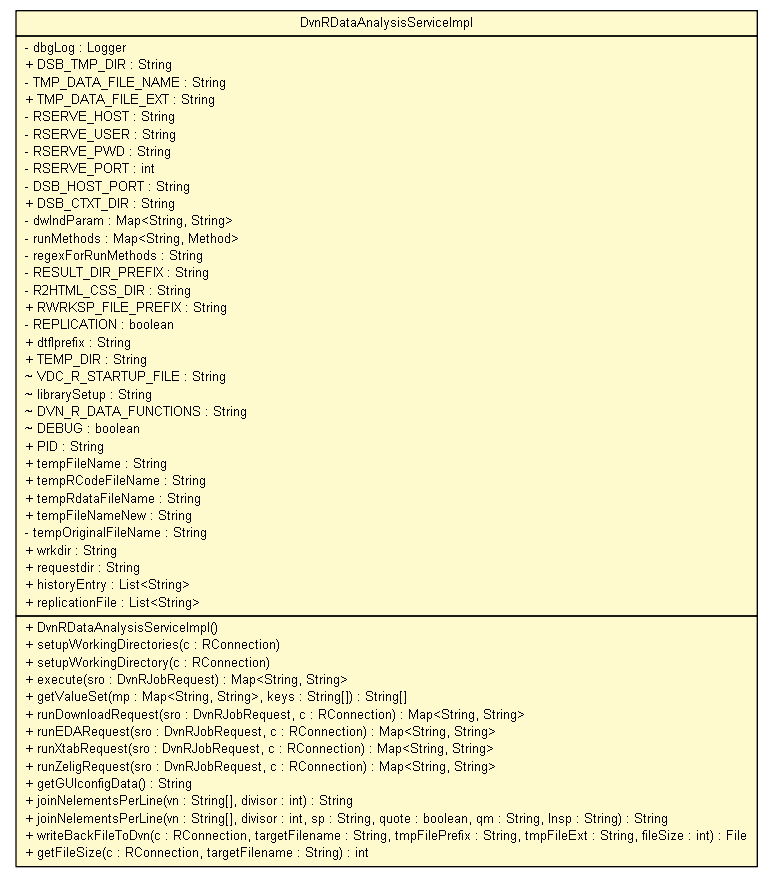 DvnRDataAnalysisServiceImpl
- dbgLog : Logger
+ DSB_TMP_DIR : String
- TMP_DATA_FILE_NAME : String
+ TMP_DATA_FILE_EXT : String
- RSERVE_HOST : String
- RSERVE_USER : String
- RSERVE_PWD : String
- RSERVE_PORT : int
- DSB_HOST_PORT : String
+ DSB_CTXT_DIR : String
- dwlndParam : Map<String, String>
- runMethods : Map<String, Method>
- regexForRunMethods : String
- RESULT_DIR_PREFIX : String
- R2HTML_CSS_DIR : String
+ RWRKSP_FILE_PREFIX : String
- REPLICATION : boolean
+ dtflprefix : String
+ TEMP_DIR : String
~ VDC_R_STARTUP_FILE : String
~ librarySetup : String
~ DVN_R_DATA_FUNCTIONS : String
~ DEBUG : boolean
+ PID : String
+ tempFileName : String
+ tempRCodeFileName : String
+ tempRdataFileName : String
+ tempFileNameNew : String
- tempOriginalFileName : String
+ wrkdir : String
+ requestdir : String
+ historyEntry : List<String>
+ replicationFile : List<String>
+ DvnRDataAnalysisServiceImpl()
+ setupWorkingDirectories(c : RConnection)
+ setupWorkingDirectory(c : RConnection)
+ execute(sro : DvnRJobRequest) : Map<String, String>
+ getValueSet(mp : Map<String, String>, keys : String[]) : String[]
+ runDownloadRequest(sro : DvnRJobRequest, c : RConnection) : Map<String, String>
+ runEDARequest(sro : DvnRJobRequest, c : RConnection) : Map<String, String>
+ runXtabRequest(sro : DvnRJobRequest, c : RConnection) : Map<String, String>
+ runZeligRequest(sro : DvnRJobRequest, c : RConnection) : Map<String, String>
+ getGUIconfigData() : String
+ joinNelementsPerLine(vn : String[], divisor : int) : String
+ joinNelementsPerLine(vn : String[], divisor : int, sp : String, quote : boolean, qm : String, lnsp : String) : String
+ writeBackFileToDvn(c : RConnection, targetFilename : String, tmpFilePrefix : String, tmpFileExt : String, fileSize : int) : File
+ getFileSize(c : RConnection, targetFilename : String) : int